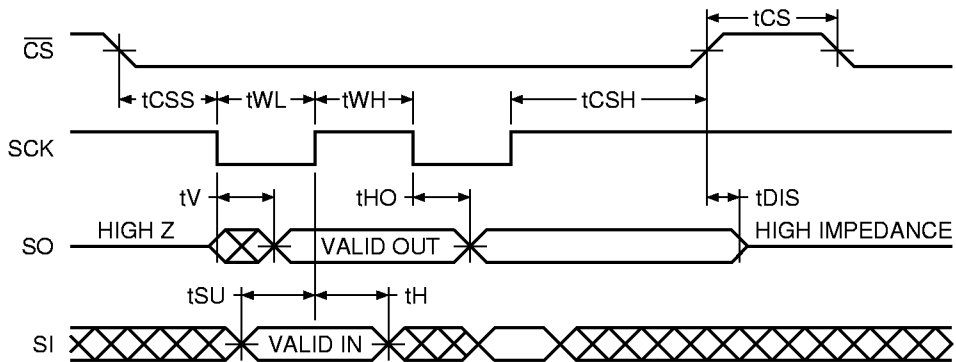 tCS
CS
tCSS tWL tWH tCSH
SCK
tV tHO tDIS
HIGH Z VALID OUT HIGH IMPEDANCE
SO
tSU tH
SI VALID IN